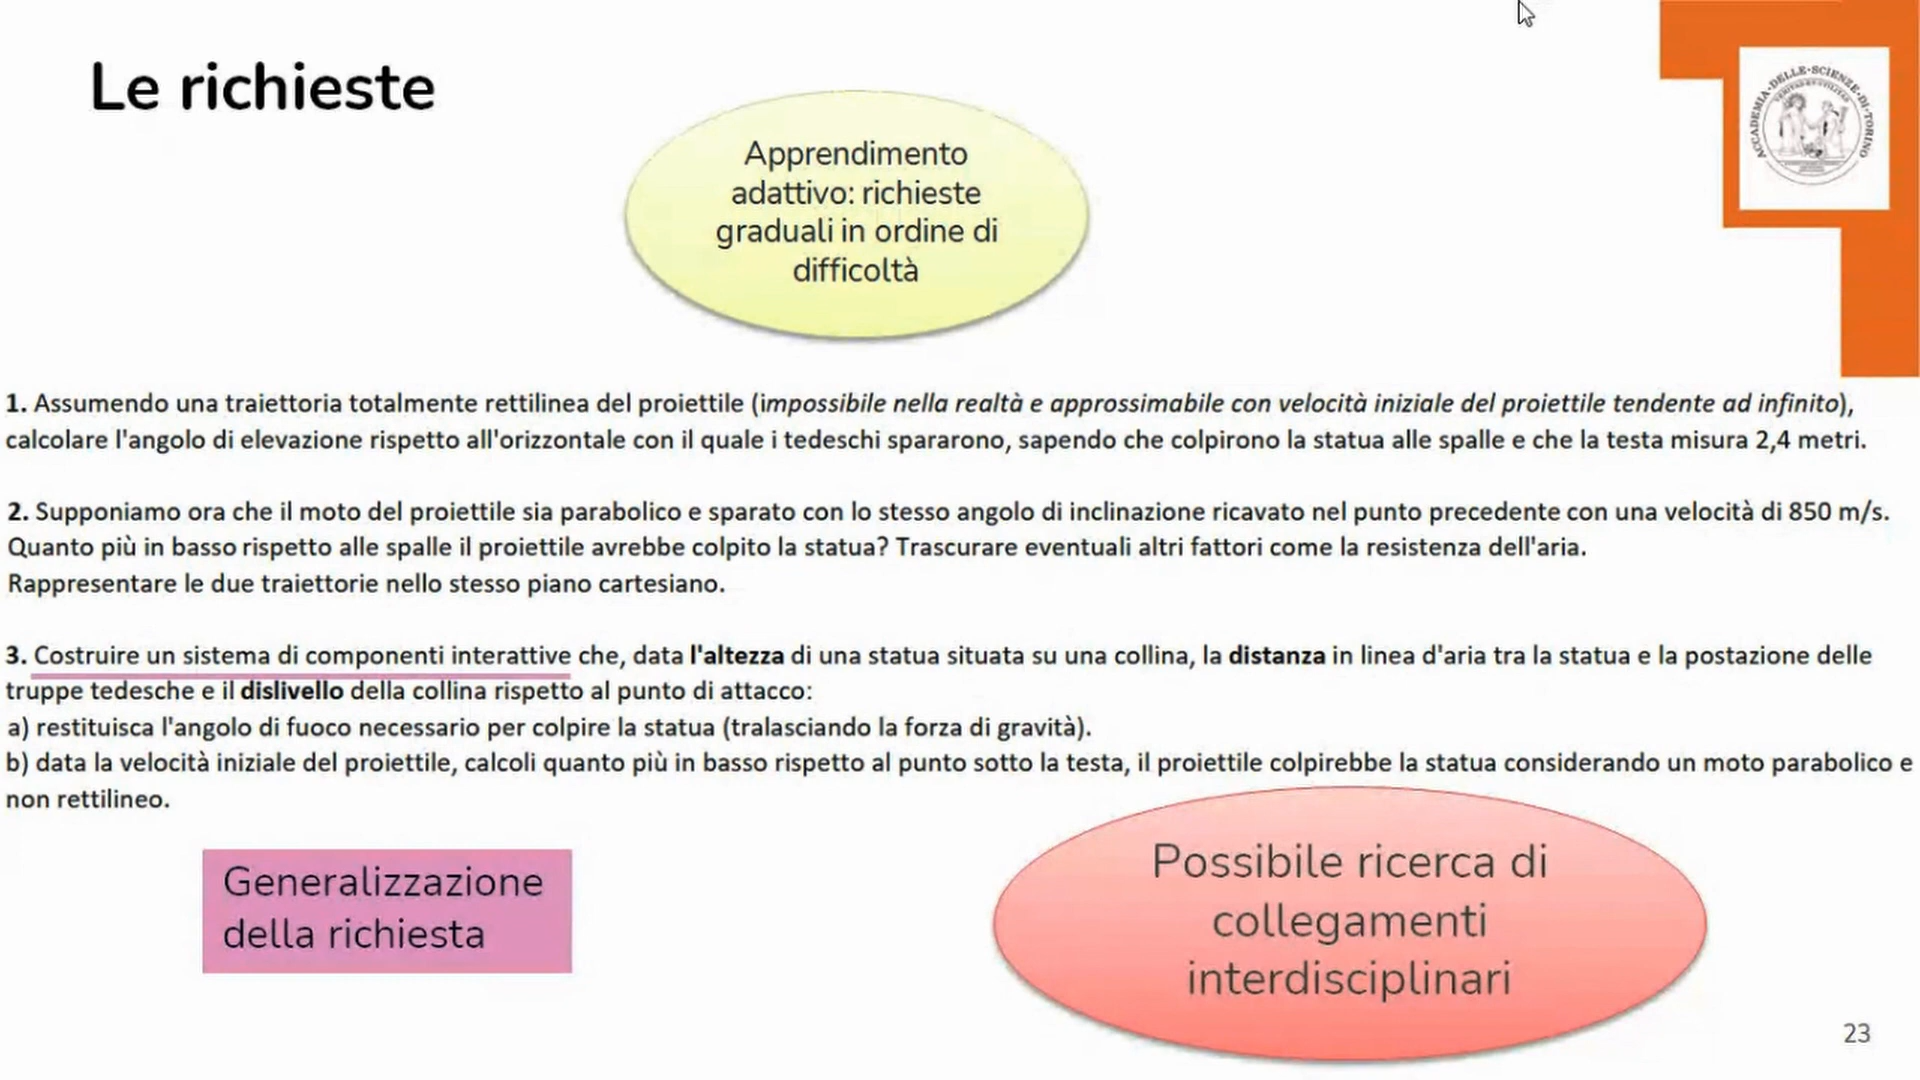 Le richieste
ACCADEMIA·DELLE·SCIENZE·DI·TORINO
Apprendimento
adattivo: richieste
graduali in ordine di
difficoltà
1. Assumendo una traiettoria totalmente rettilinea del proiettile (impossibile nella realtà e approssimabile con velocità iniziale del proiettile tendente ad infinito),
calcolare l'angolo di elevazione rispetto all'orizzontale con il quale i tedeschi spararono, sapendo che colpirono la statua alle spalle e che la testa misura 2,4 metri.
2. Supponiamo ora che il moto del proiettile sia parabolico e sparato con lo stesso angolo di inclinazione ricavato nel punto precedente con una velocità di 850 m/s.
Quanto più in basso rispetto alle spalle il proiettile avrebbe colpito la statua? Trascurare eventuali altri fattori come la resistenza dell'aria.
Rappresentare le due traiettorie nello stesso piano cartesiano.
3. Costruire un sistema di componenti interattive che, data l'altezza di una statua situata su una collina, la distanza in linea d'aria tra la statua e la postazione delle
truppe tedesche e il dislivello della collina rispetto al punto di attacco:
a) restituisca l'angolo di fuoco necessario per colpire la statua (tralasciando la forza di gravità).
b) data la velocità iniziale del proiettile, calcoli quanto più in basso rispetto al punto sotto la testa, il proiettile colpirebbe la statua considerando un moto parabolico e
non rettilineo.
Generalizzazione
della richiesta
Possibile ricerca di
collegamenti
interdisciplinari
23